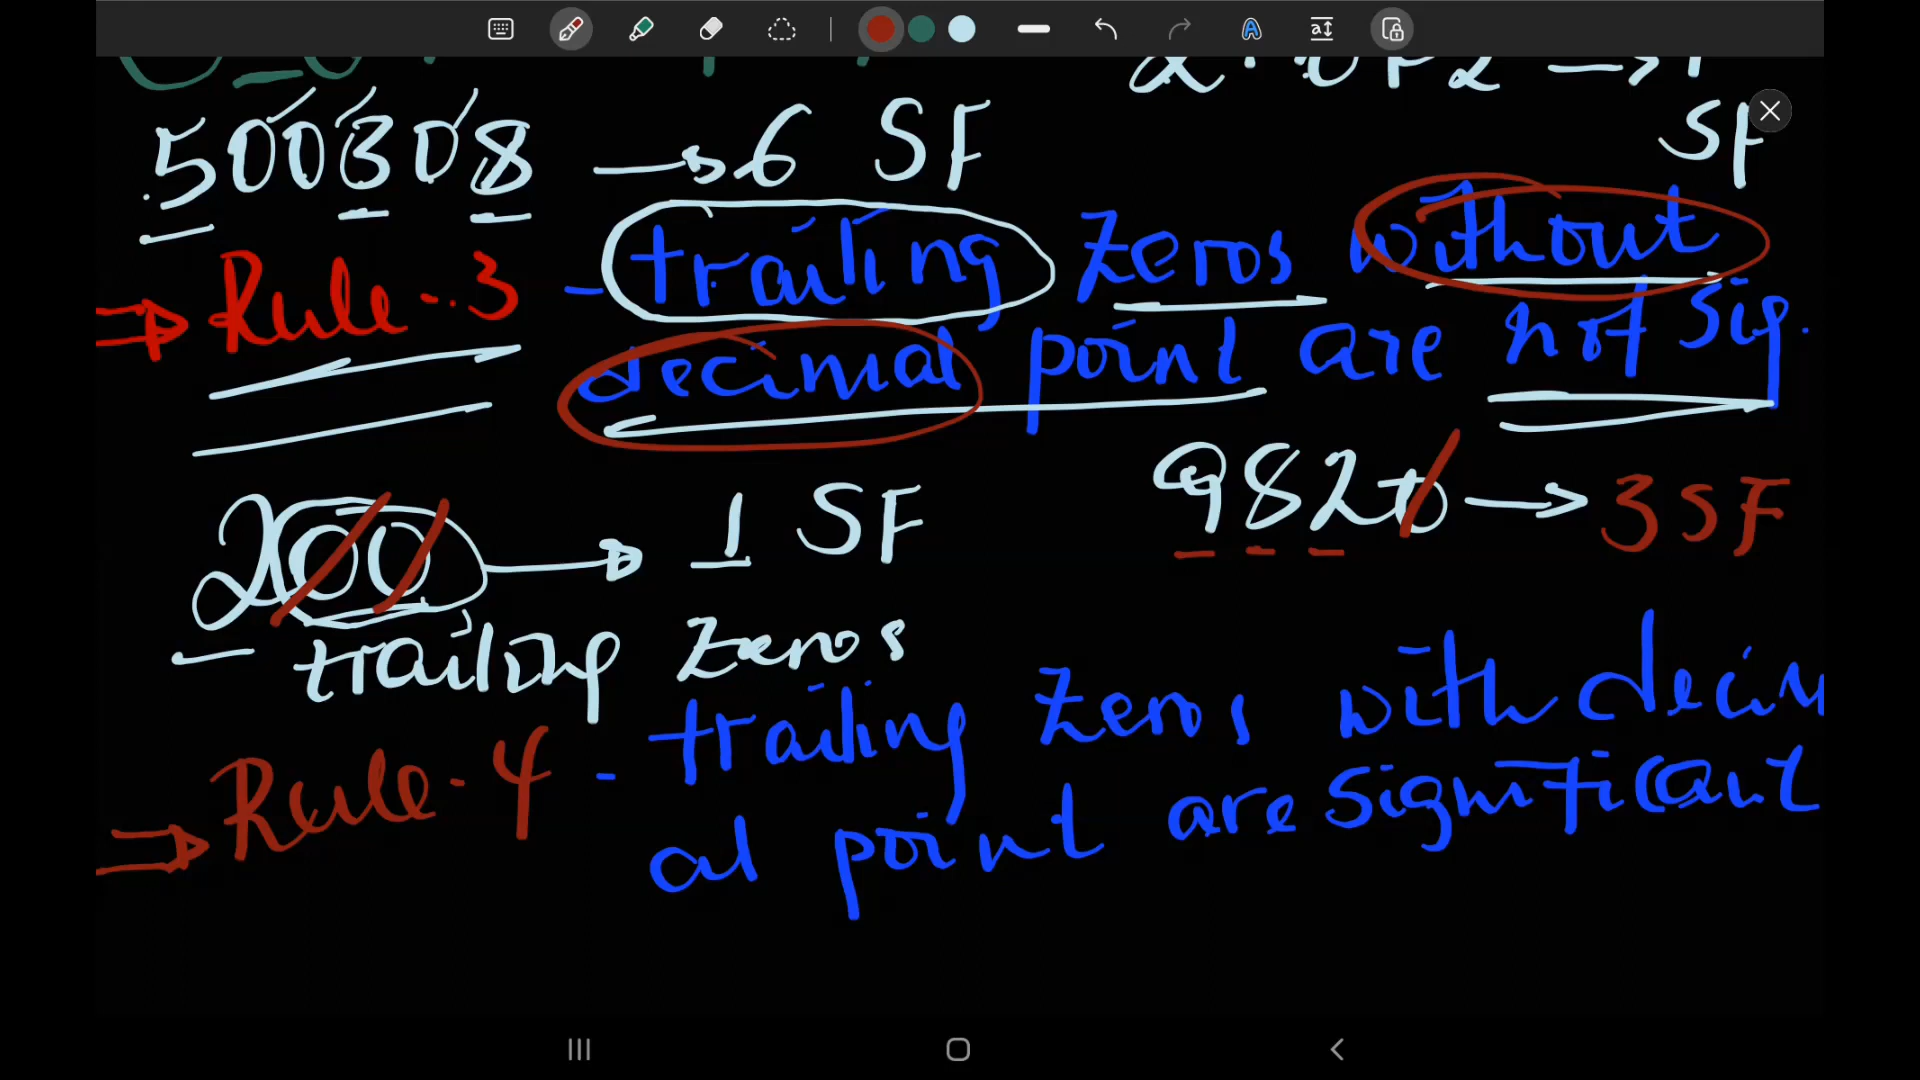 500308 → 6 SF
SF
⇒ Rule-3 - trailing zeros without
decimal point are not sig.
200 → 1 SF
9820 → 3 SF
trailing zeros
⇒ Rule-4 - trailing zeros with decim
al point are significant